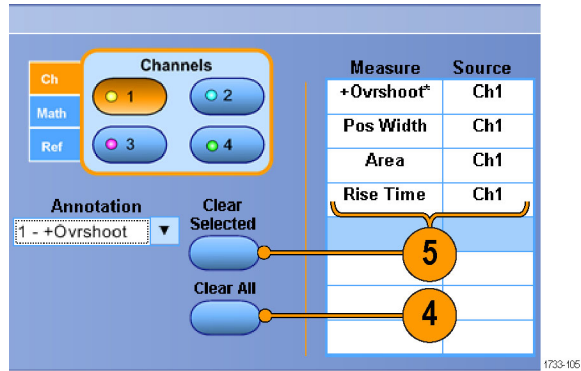 Ch
Math
Ref
Channels
1
2
3
4
Annotation
1 - +Ovrshoot
Clear
Selected
Clear All
Measure Source
+Ovrshoot* Ch1
Pos Width Ch1
Area Ch1
Rise Time Ch1
5
4
1733-105